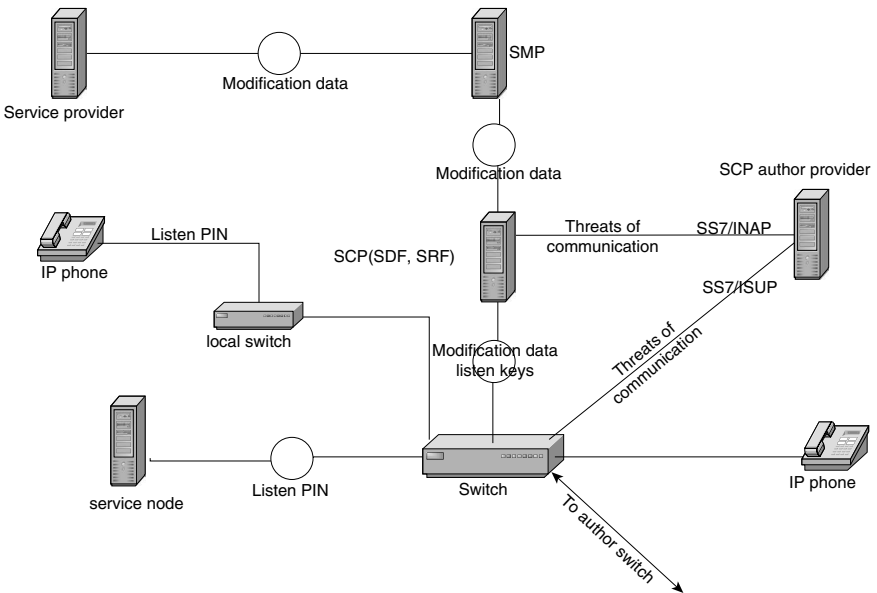 SMP
Modification data
Service provider
Modification data
SCP author provider
Listen PIN
Threats of
communication
SS7/INAP
SCP(SDF, SRF)
IP phone
SS7/ISUP
local switch
Modification data
listen keys
Threats of
communication
service node
Listen PIN
Switch
IP phone
To author switch